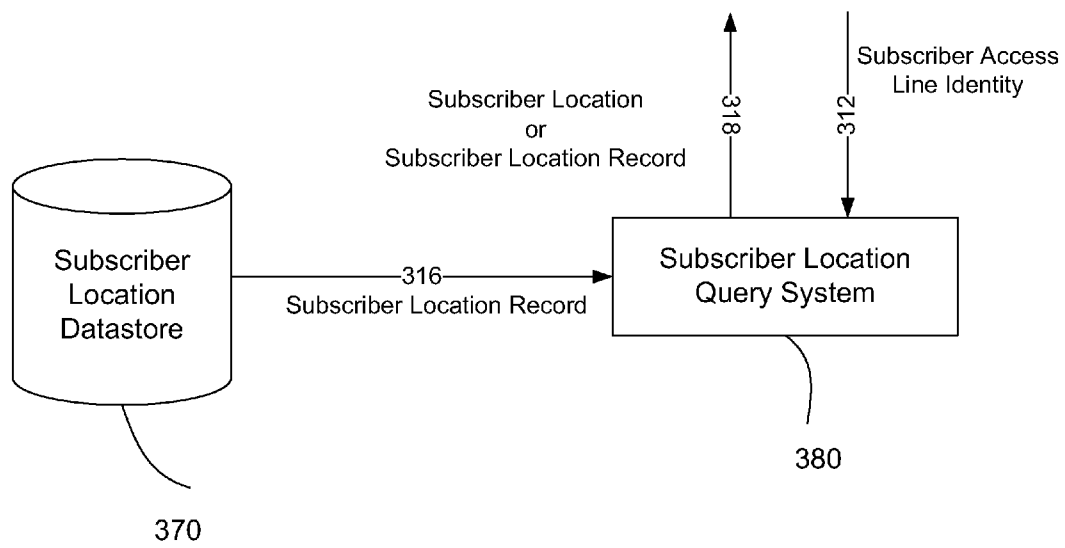 Subscriber Access
Line Identity
Subscriber Location
or
Subscriber Location Record
318
312
Subscriber
Location
Datastore
316
Subscriber Location Record
Subscriber Location
Query System
380
370